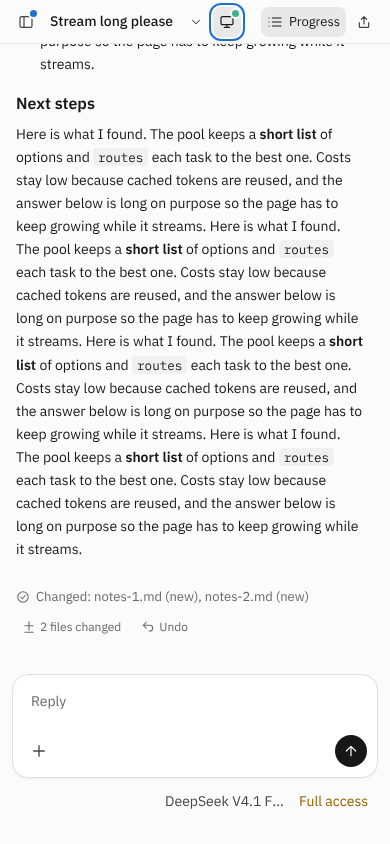 Stream long please
Progress
purpose so the page has to keep growing while it
streams.
Next steps
Here is what I found. The pool keeps a short list of
options and routes each task to the best one. Costs
stay low because cached tokens are reused, and the
answer below is long on purpose so the page has to
keep growing while it streams. Here is what I found.
The pool keeps a short list of options and routes
each task to the best one. Costs stay low because
cached tokens are reused, and the answer below is
long on purpose so the page has to keep growing while
it streams. Here is what I found. The pool keeps a short
list of options and routes each task to the best one.
Costs stay low because cached tokens are reused, and
the answer below is long on purpose so the page has to
keep growing while it streams. Here is what I found.
The pool keeps a short list of options and routes
each task to the best one. Costs stay low because
cached tokens are reused, and the answer below is
long on purpose so the page has to keep growing while
it streams.
Changed: notes-1.md (new), notes-2.md (new)
2 files changed
Undo
Reply
DeepSeek V4.1 F...
Full access